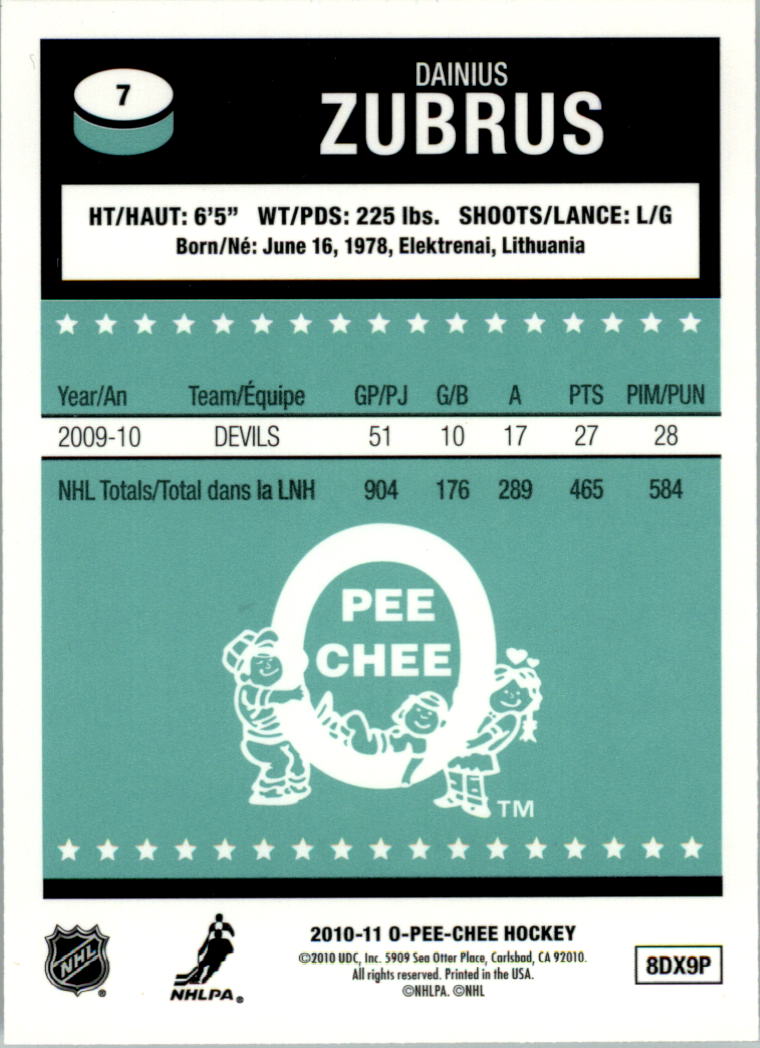 7
DAINIUS
ZUBRUS
HT/HAUT: 6'5" WT/PDS: 225 lbs. SHOOTS/LANCE: L/G
Born/Né: June 16, 1978, Elektrenai, Lithuania
Year/An Team/Équipe GP/PJ G/B A PTS PIM/PUN
2009-10 DEVILS 51 10 17 27 28
NHL Totals/Total dans la LNH 904 176 289 465 584
O
PEE
CHEE
TM
NHL ®
NHLPA®
2010-11 O-PEE-CHEE HOCKEY
©2010 UDC, Inc. 5909 Sea Otter Place, Carlsbad, CA 92010.
All rights reserved. Printed in the USA.
©NHLPA. ©NHL
8DX9P